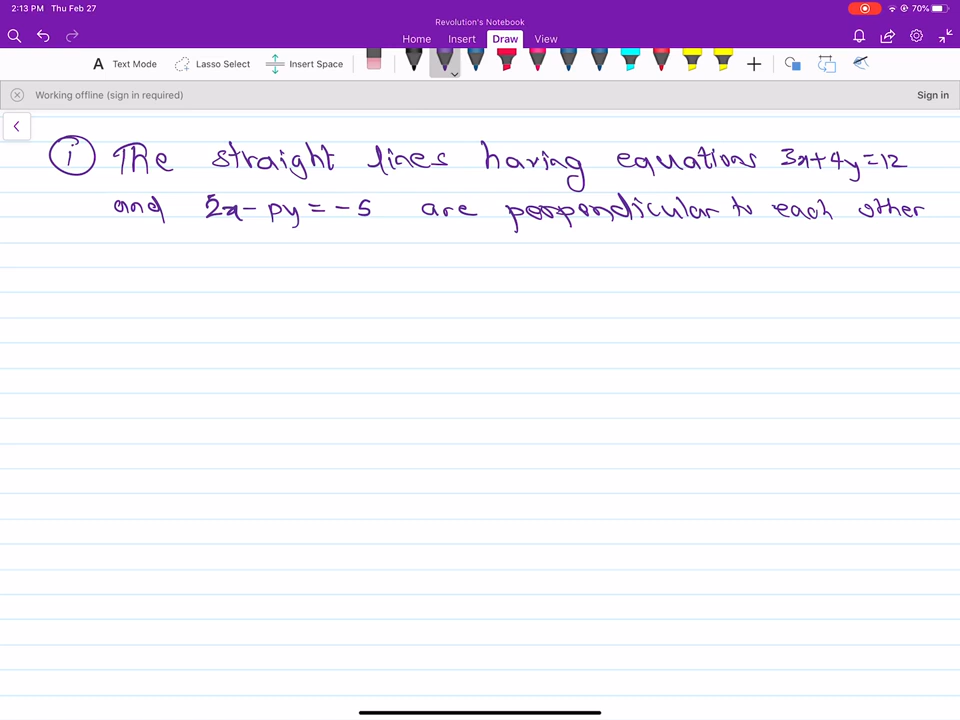 2:13 PM Thu Feb 27
70%
Revolution's Notebook
Home Insert Draw View
Text Mode Lasso Select Insert Space
Working offline (sign in required) Sign in
i The straight lines having equations 3x+4y=12
and 2x-py=-5 are perpendicular to each other